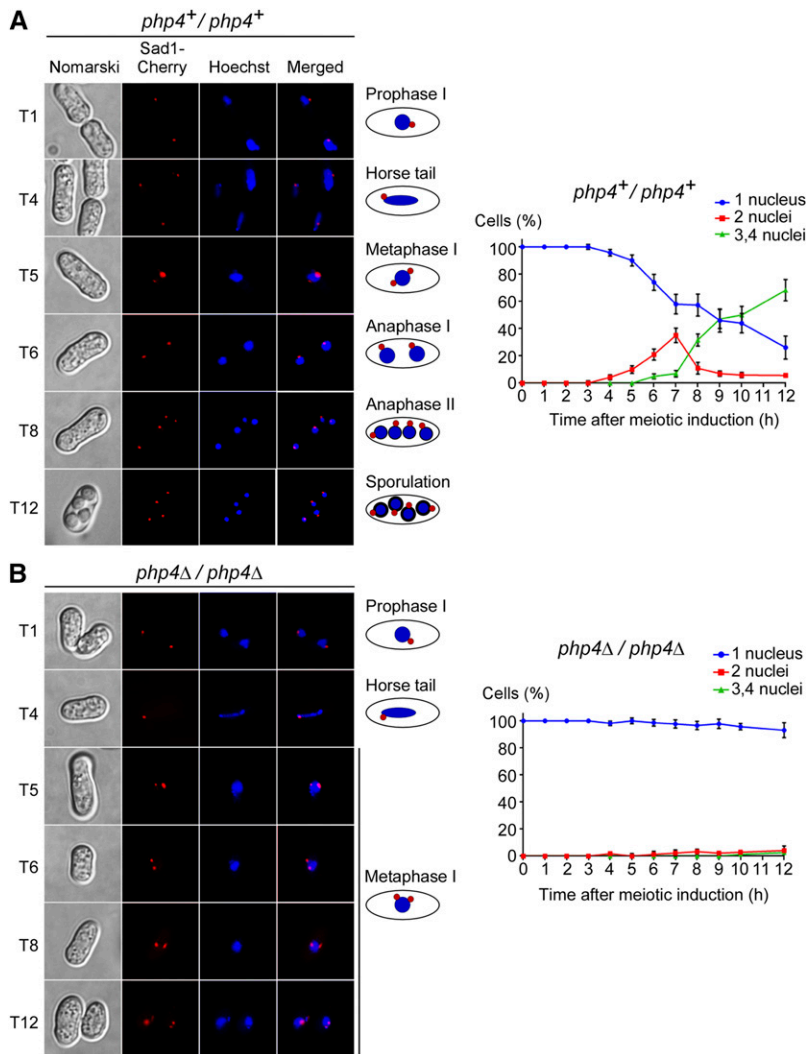 A
php4+/ php4+
Nomarski
Sad1-
Cherry
Hoechst
Merged
T1
Prophase I
T4
Horse tail
T5
Metaphase I
T6
Anaphase I
T8
Anaphase II
T12
Sporulation
php4+/ php4+
Cells (%)
1 nucleus
2 nuclei
3,4 nuclei
100
80
60
40
20
0
0 1 2 3 4 5 6 7 8 9 10 12
Time after meiotic induction (h)
B
php4Δ / php4Δ
T1
Prophase I
T4
Horse tail
T5
T6
Metaphase I
T8
T12
php4Δ / php4Δ
Cells (%)
1 nucleus
2 nuclei
3,4 nuclei
100
80
60
40
20
0
0 1 2 3 4 5 6 7 8 9 10 12
Time after meiotic induction (h)